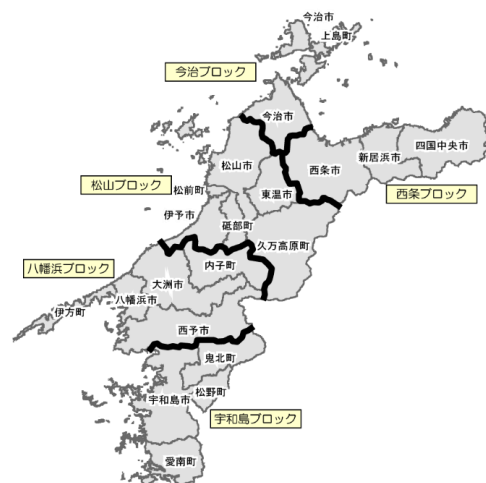 今治市
上島町
今治ブロック
今治市
四国中央市
新居浜市
松山市
西条市
松山ブロック
松前町
東温市
西条ブロック
伊予市
砥部町
久万高原町
八幡浜ブロック
内子町
大洲市
八幡浜市
伊方町
西予市
鬼北町
松野町
宇和島市
宇和島ブロック
愛南町